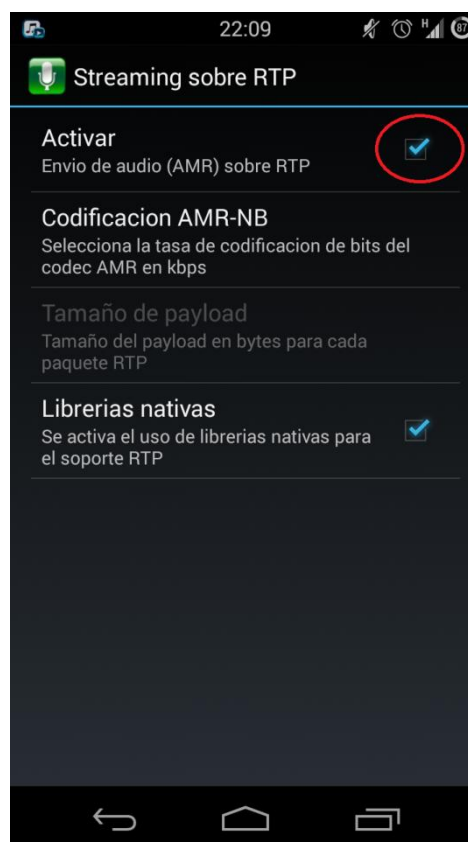 22:09
H
87
Streaming sobre RTP
Activar
Envio de audio (AMR) sobre RTP
Codificacion AMR-NB
Selecciona la tasa de codificacion de bits del
codec AMR en kbps
Tamaño de payload
Tamaño del payload en bytes para cada
paquete RTP
Librerias nativas
Se activa el uso de librerias nativas para
el soporte RTP